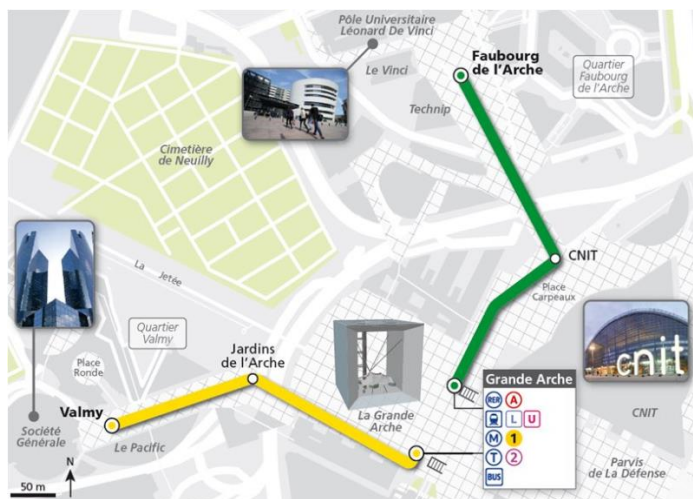 Pôle Universitaire
Léonard De Vinci
Le Vinci
Faubourg
de l'Arche
Quartier
Faubourg
de l'Arche
Technip
Cimetière
de Neuilly
CNIT
Place
Carpeaux
La Jetée
Quartier
Valmy
Jardins
de l'Arche
Place
Ronde
cnit
Grande Arche
RER A
L U
M 1
T 2
BUS
La Grande
Arche
CNIT
Valmy
Société
Générale
Le Pacific
Parvis
de La Défense
50 m
N